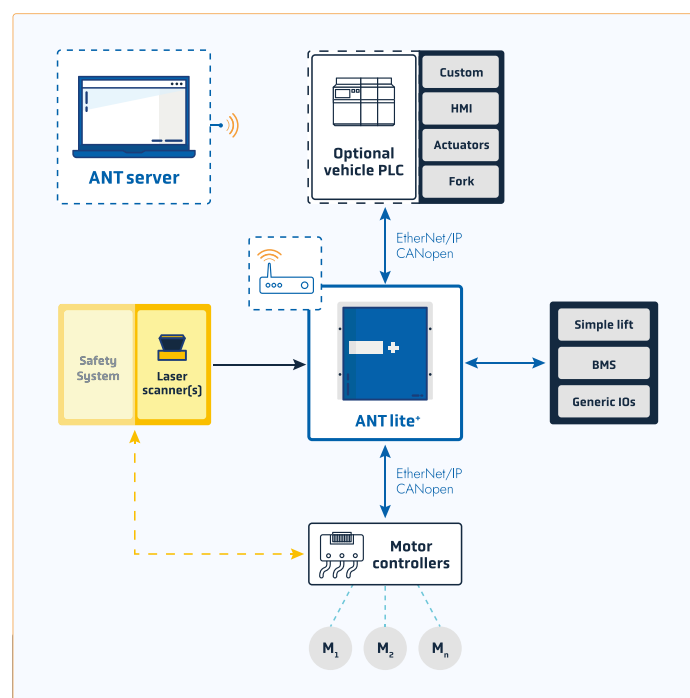 ANT server
Optional
vehicle PLC
Custom
HMI
Actuators
Fork
EtherNet/IP
CANopen
Safety
System
Laser
scanner(s)
ANT lite+
Simple lift
BMS
Generic IOs
EtherNet/IP
CANopen
Motor
controllers
M1
M2
Mn